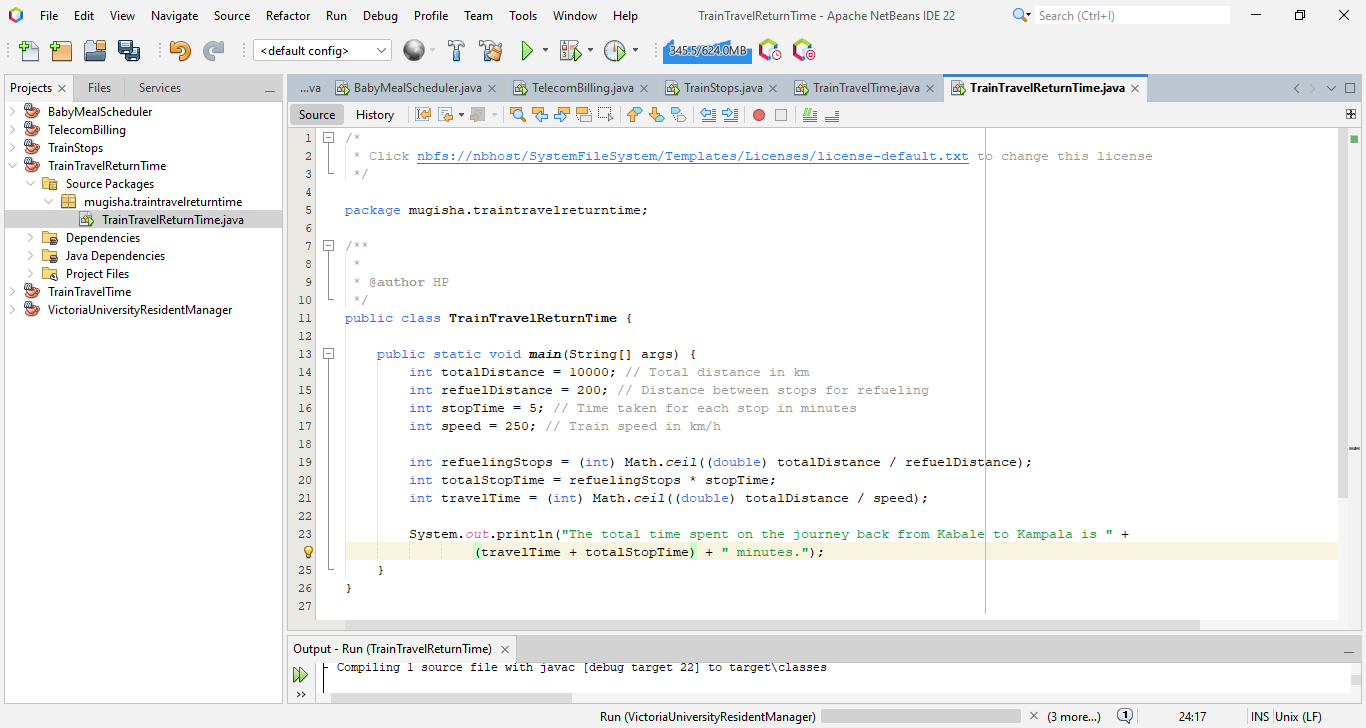 File Edit View Navigate Source Refactor Run Debug Profile Team Tools Window Help TrainTravelReturnTime - Apache NetBeans IDE 22 Search (Ctrl+I)
<default config> 345.5/624.0MB
Projects Files Services
...va BabyMealScheduler.java TelecomBilling.java TrainStops.java TrainTravelTime.java TrainTravelReturnTime.java
BabyMealScheduler
TelecomBilling
TrainStops
TrainTravelReturnTime
Source Packages
mugisha.traintravelreturntime
TrainTravelReturnTime.java
Dependencies
Java Dependencies
Project Files
TrainTravelTime
VictoriaUniversityResidentManager
Source History
1 /*
2 * Click nbfs://nbhost/SystemFileSystem/Templates/Licenses/license-default.txt to change this license
3 */
4
5 package mugisha.traintravelreturntime;
6
7 /**
8 *
9 * @author HP
10 */
11 public class TrainTravelReturnTime {
12
13 public static void main(String[] args) {
14 int totalDistance = 10000; // Total distance in km
15 int refuelDistance = 200; // Distance between stops for refueling
16 int stopTime = 5; // Time taken for each stop in minutes
17 int speed = 250; // Train speed in km/h
18
19 int refuelingStops = (int) Math.ceil((double) totalDistance / refuelDistance);
20 int totalStopTime = refuelingStops * stopTime;
21 int travelTime = (int) Math.ceil((double) totalDistance / speed);
22
23 System.out.println("The total time spent on the journey back from Kabale to Kampala is " +
(travelTime + totalStopTime) + " minutes.");
25 }
26 }
27
Output - Run (TrainTravelReturnTime)
Compiling 1 source file with javac [debug target 22] to target\classes
Run (VictoriaUniversityResidentManager) (3 more...) 1 24:17 INS Unix (LF)